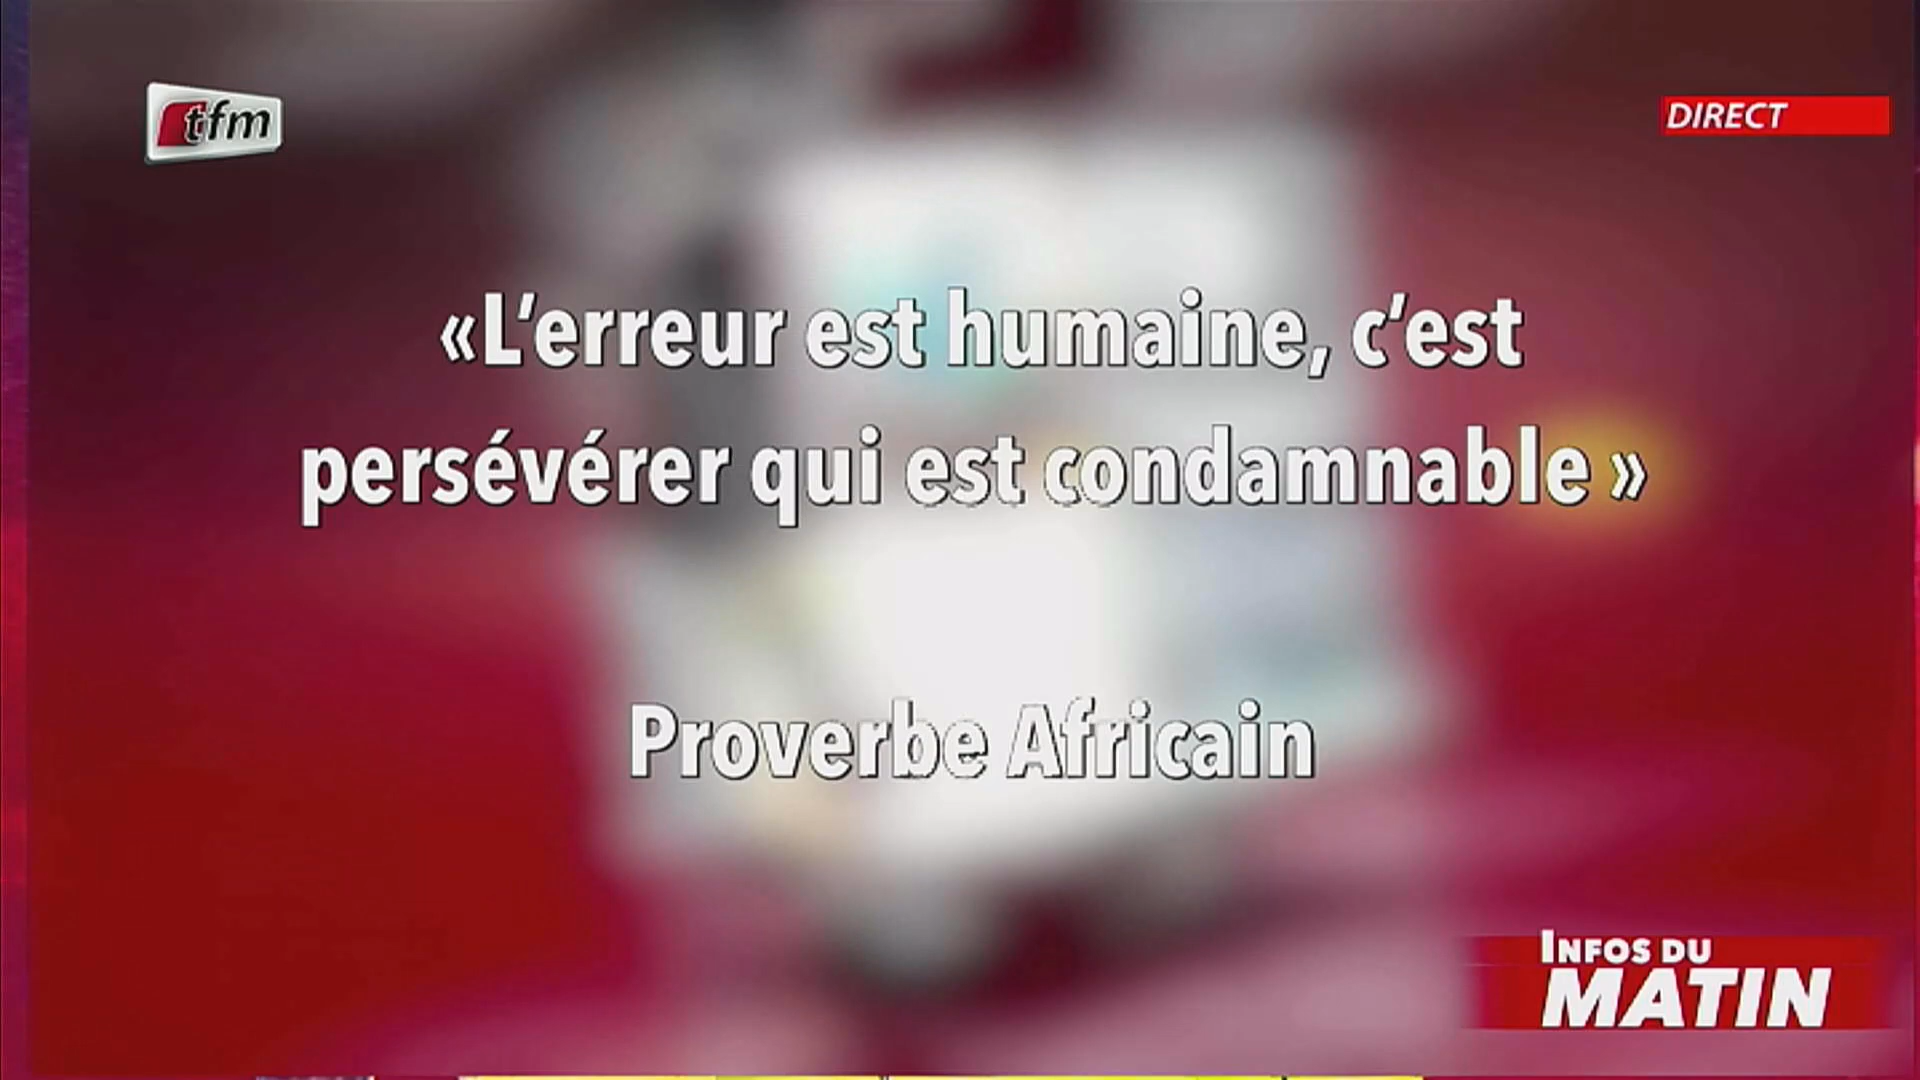 tfm
DIRECT
«L'erreur est humaine, c'est
persévérer qui est condamnable »
Proverbe Africain
INFOS DU
MATIN